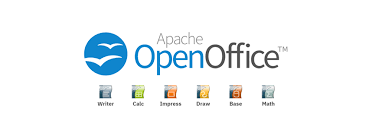 Apache
OpenOffice™
Writer Calc Impress Draw Base Math